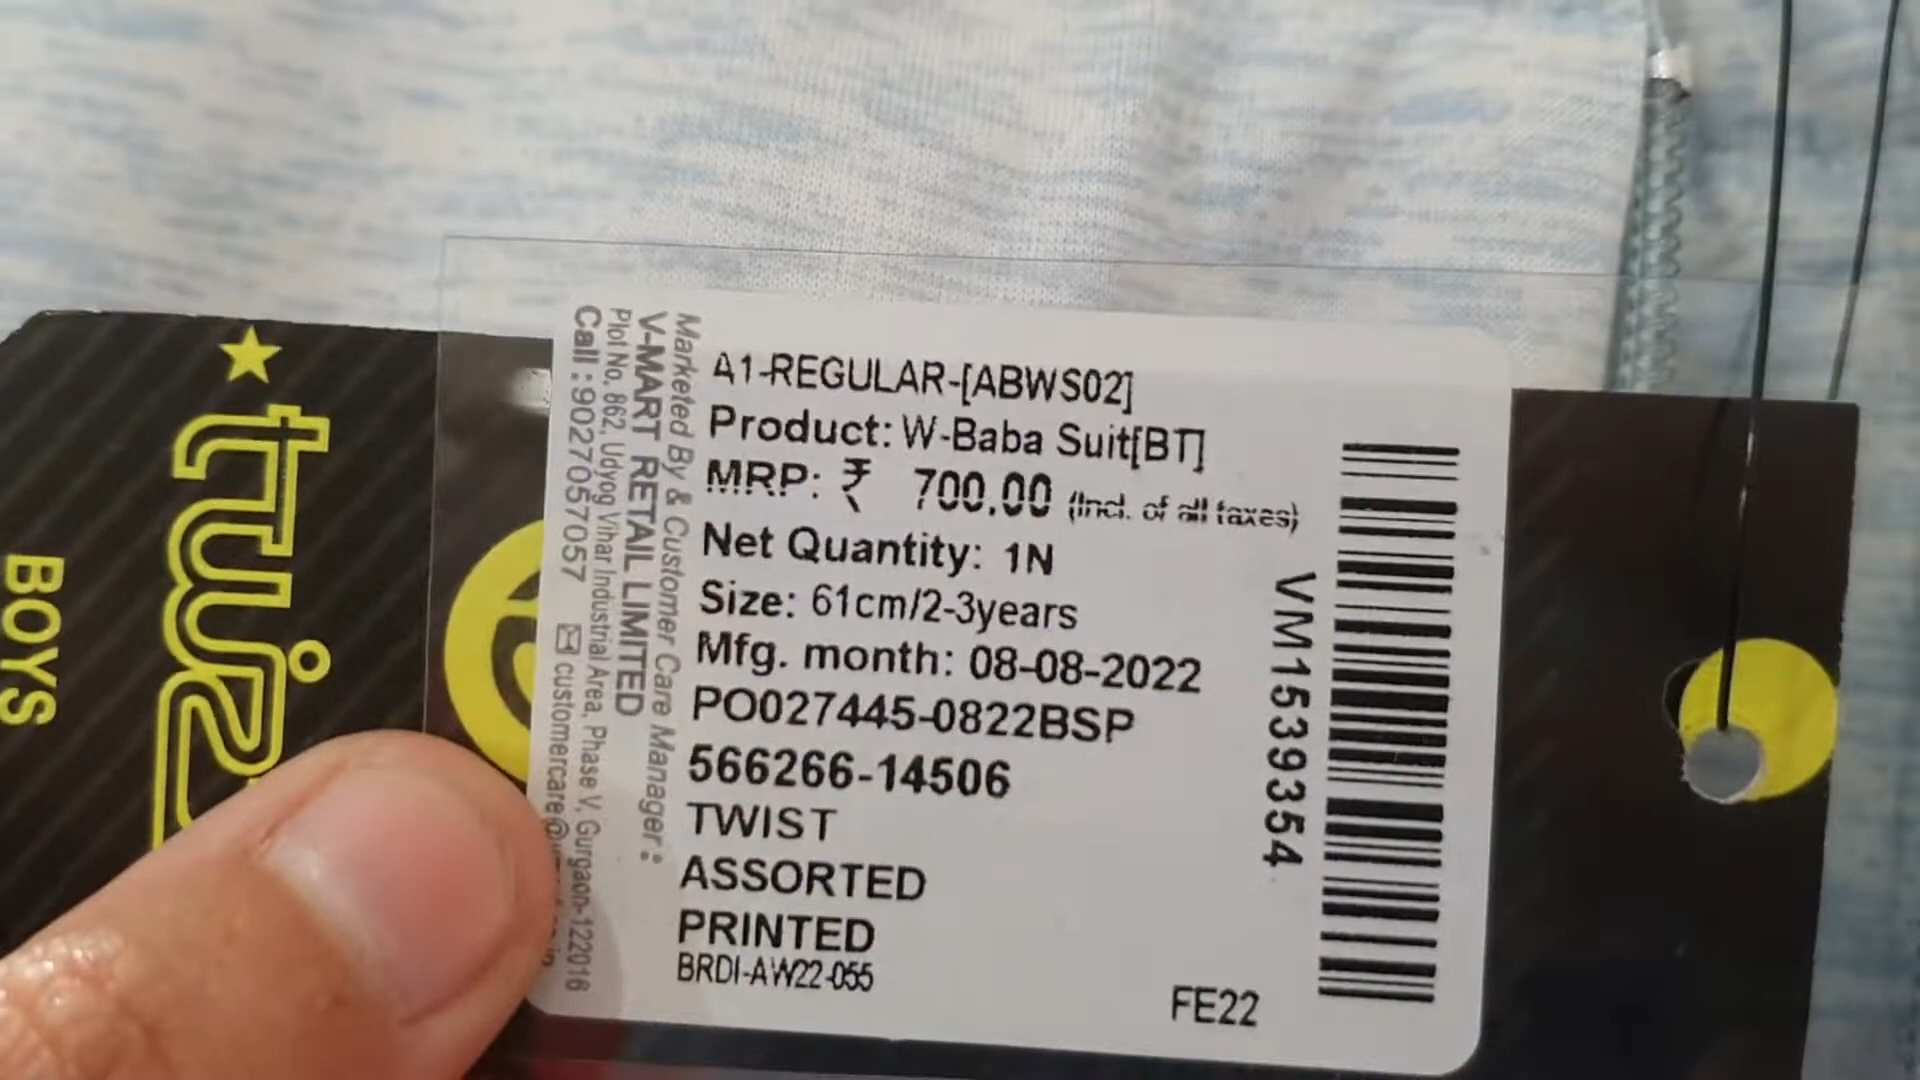 A1-REGULAR-[ABWS02]
Product: W-Baba Suit[BT]
MRP: ₹ 700.00 (Incl. of all taxes)
Net Quantity: 1N
Size: 61cm/2-3years
Mfg. month: 08-08-2022
PO027445-0822BSP
566266-14506
TWIST
ASSORTED
PRINTED
BRDI-AW22-055
FE22
VM1539354
Marketed By & Customer Care Manager:
V-MART RETAIL LIMITED
Plot No. 862, Udyog Vihar Industrial Area, Phase V, Gurgaon-122016
Call : 9027057057
customercare@
BOYS